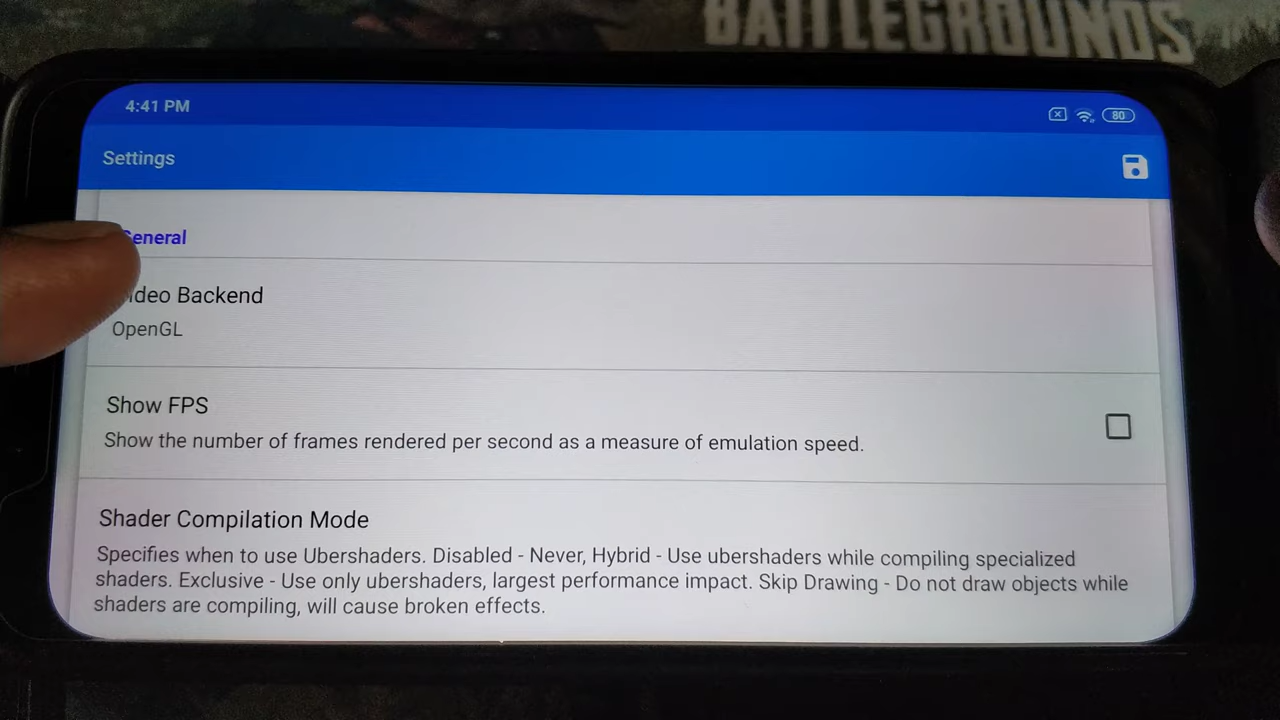 BATTLEGROUNDS
4:41 PM
80
Settings
General
Video Backend
OpenGL
Show FPS
Show the number of frames rendered per second as a measure of emulation speed.
Shader Compilation Mode
Specifies when to use Ubershaders. Disabled - Never, Hybrid - Use ubershaders while compiling specialized
shaders. Exclusive - Use only ubershaders, largest performance impact. Skip Drawing - Do not draw objects while
shaders are compiling, will cause broken effects.